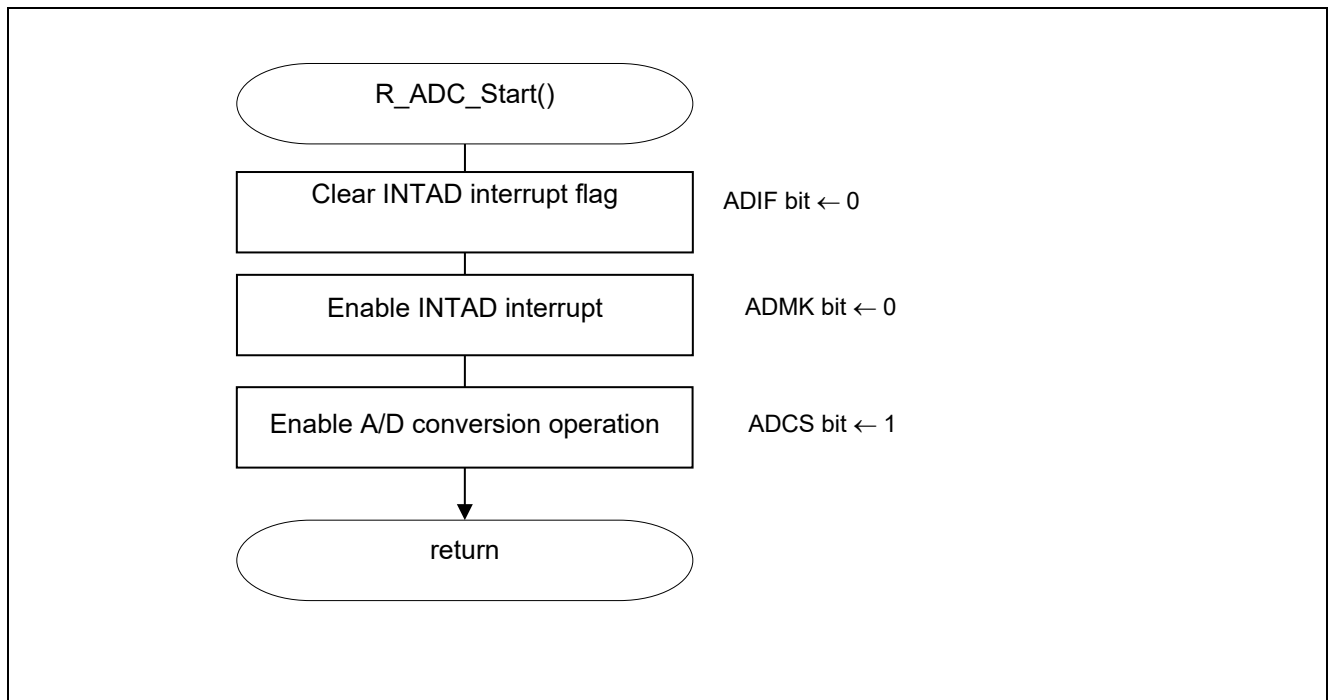 R_ADC_Start()
Clear INTAD interrupt flag
ADIF bit ← 0
Enable INTAD interrupt
ADMK bit ← 0
Enable A/D conversion operation
ADCS bit ← 1
return